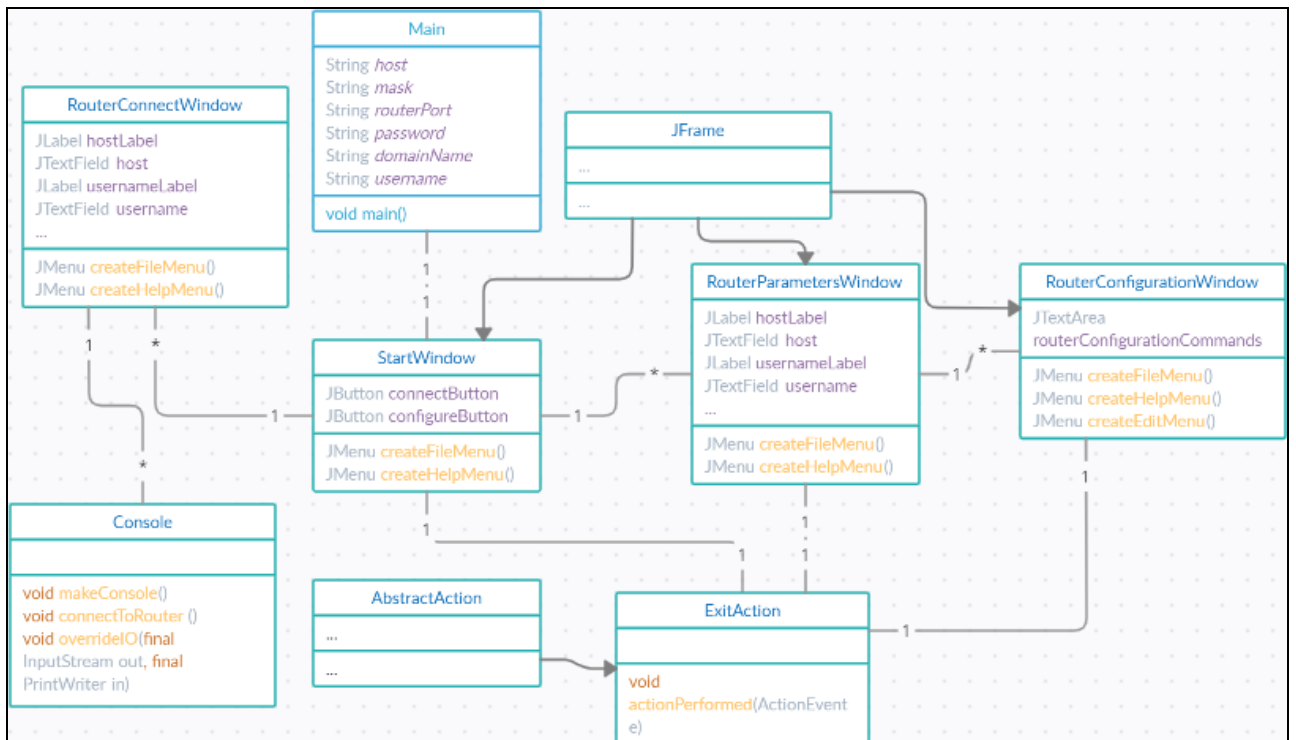 Main
String host
String mask
String routerPort
String password
String domainName
String username
void main()
RouterConnectWindow
JLabel hostLabel
JTextField host
JLabel usernameLabel
JTextField username
...
JMenu createFileMenu()
JMenu createHelpMenu()
JFrame
...
...
RouterParametersWindow
JLabel hostLabel
JTextField host
JLabel usernameLabel
JTextField username
...
JMenu createFileMenu()
JMenu createHelpMenu()
RouterConfigurationWindow
JTextArea
routerConfigurationCommands
JMenu createFileMenu()
JMenu createHelpMenu()
JMenu createEditMenu()
1
1
StartWindow
JButton connectButton
JButton configureButton
JMenu createFileMenu()
JMenu createHelpMenu()
1
*
1
1
*
1
*
*
Console
void makeConsole()
void connectToRouter ()
void overrideIO(final
InputStream out, final
PrintWriter in)
1
1
1
1
1
1
AbstractAction
...
...
ExitAction
void
actionPerformed(ActionEvent
e)